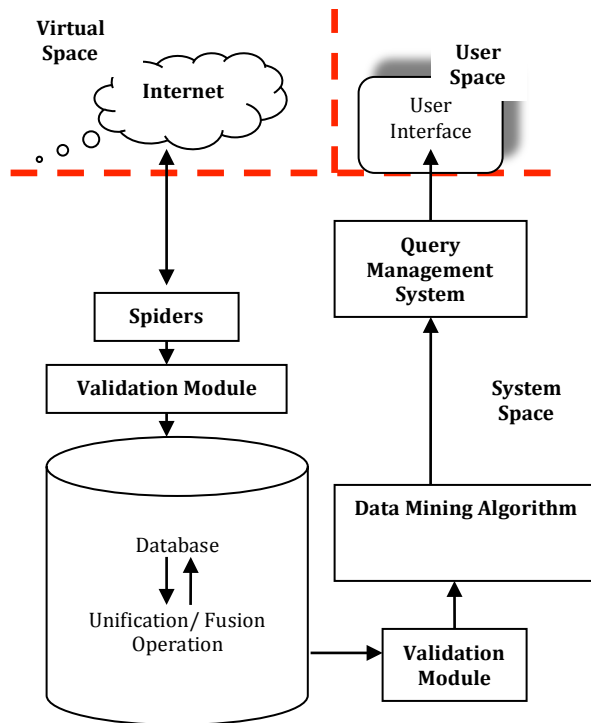 Virtual
Space
Internet
User
Space
User
Interface
Query
Management
System
Spiders
Validation Module
System
Space
Data Mining Algorithm
Database
Unification/ Fusion
Operation
Validation
Module